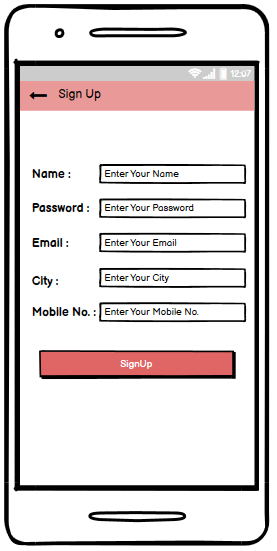 12:07
Sign Up
Name : Enter Your Name
Password : Enter Your Password
Email : Enter Your Email
City : Enter Your City
Mobile No. : Enter Your Mobile No.
SignUp